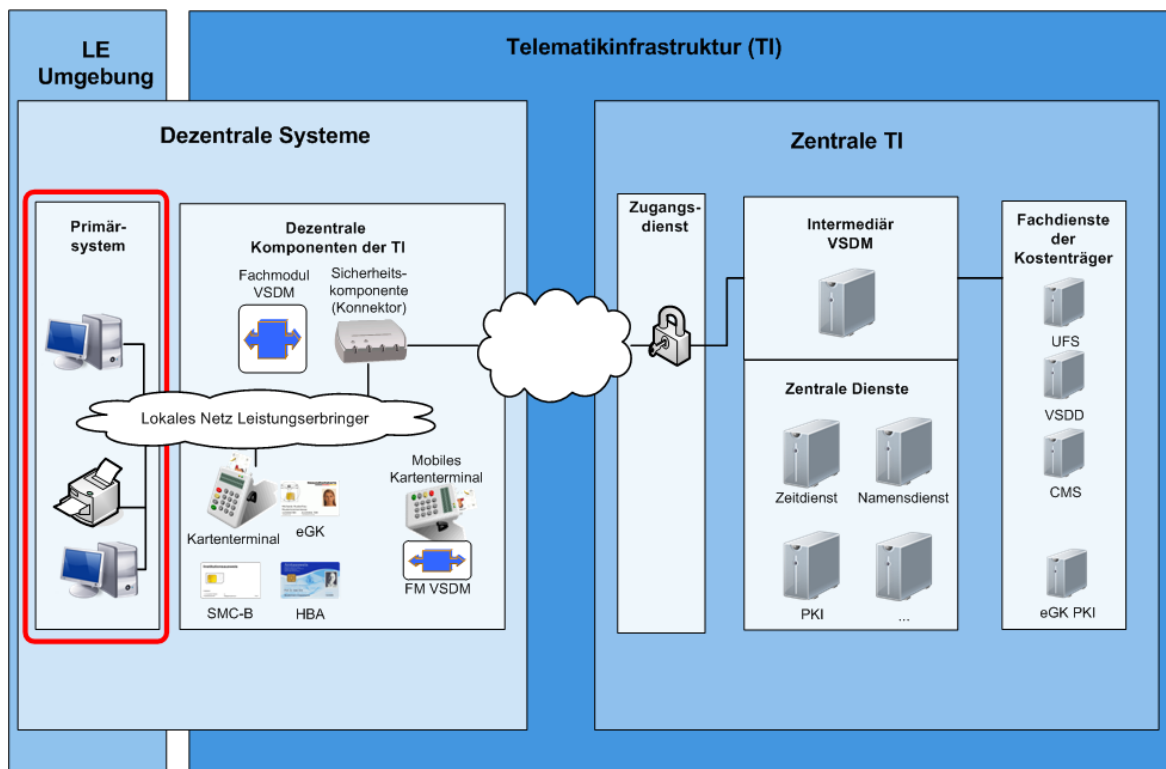 LE
Umgebung
Telematikinfrastruktur (TI)
Dezentrale Systeme
Zentrale TI
Primär-
system
Dezentrale
Komponenten der TI
Fachmodul
VSDM
Sicherheits-
komponente
(Konnektor)
Lokales Netz Leistungserbringer
Kartenterminal
eGK
Mobiles
Kartenterminal
FM VSDM
SMC-B
HBA
Zugangs-
dienst
Intermediär
VSDM
Zentrale Dienste
Zeitdienst
Namensdienst
PKI
...
Fachdienste
der
Kostenträger
UFS
VSDD
CMS
eGK PKI